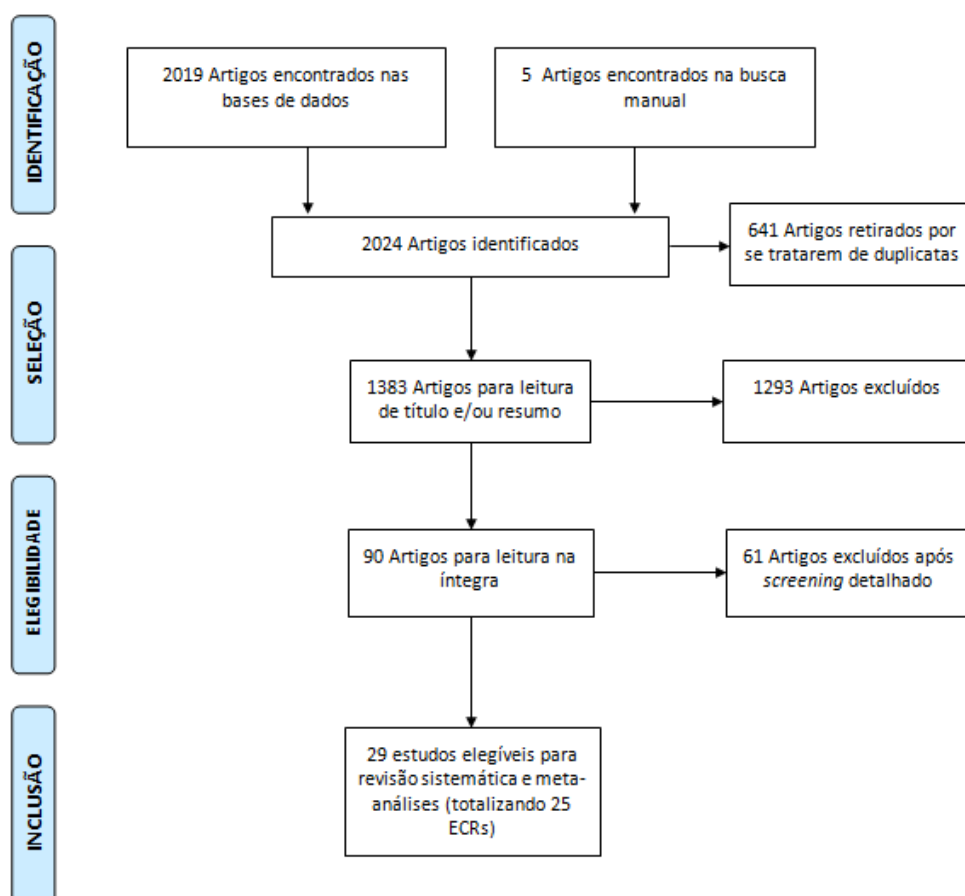 IDENTIFICAÇÃO
2019 Artigos encontrados nas
bases de dados
5 Artigos encontrados na busca
manual
2024 Artigos identificados
641 Artigos retirados por
se tratarem de duplicatas
SELEÇÃO
1383 Artigos para leitura
de título e/ou resumo
1293 Artigos excluídos
ELEGIBILIDADE
90 Artigos para leitura na
íntegra
61 Artigos excluídos após
screening detalhado
INCLUSÃO
29 estudos elegíveis para
revisão sistemática e meta-
análises (totalizando 25
ECRs)